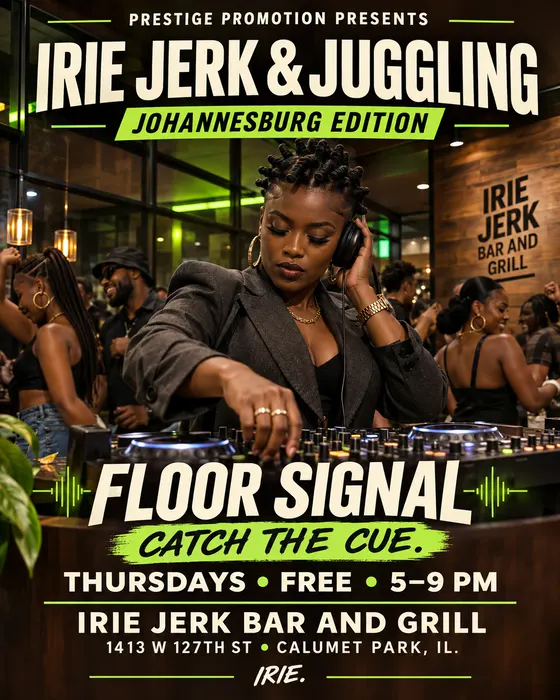 PRESTIGE PROMOTION PRESENTS
IRIE JERK & JUGGLING
JOHANNESBURG EDITION
IRIE
JERK
BAR AND
GRILL
FLOOR SIGNAL
CATCH THE CUE.
THURSDAYS • FREE • 5–9 PM
IRIE JERK BAR AND GRILL
1413 W 127TH ST • CALUMET PARK, IL.
IRIE.